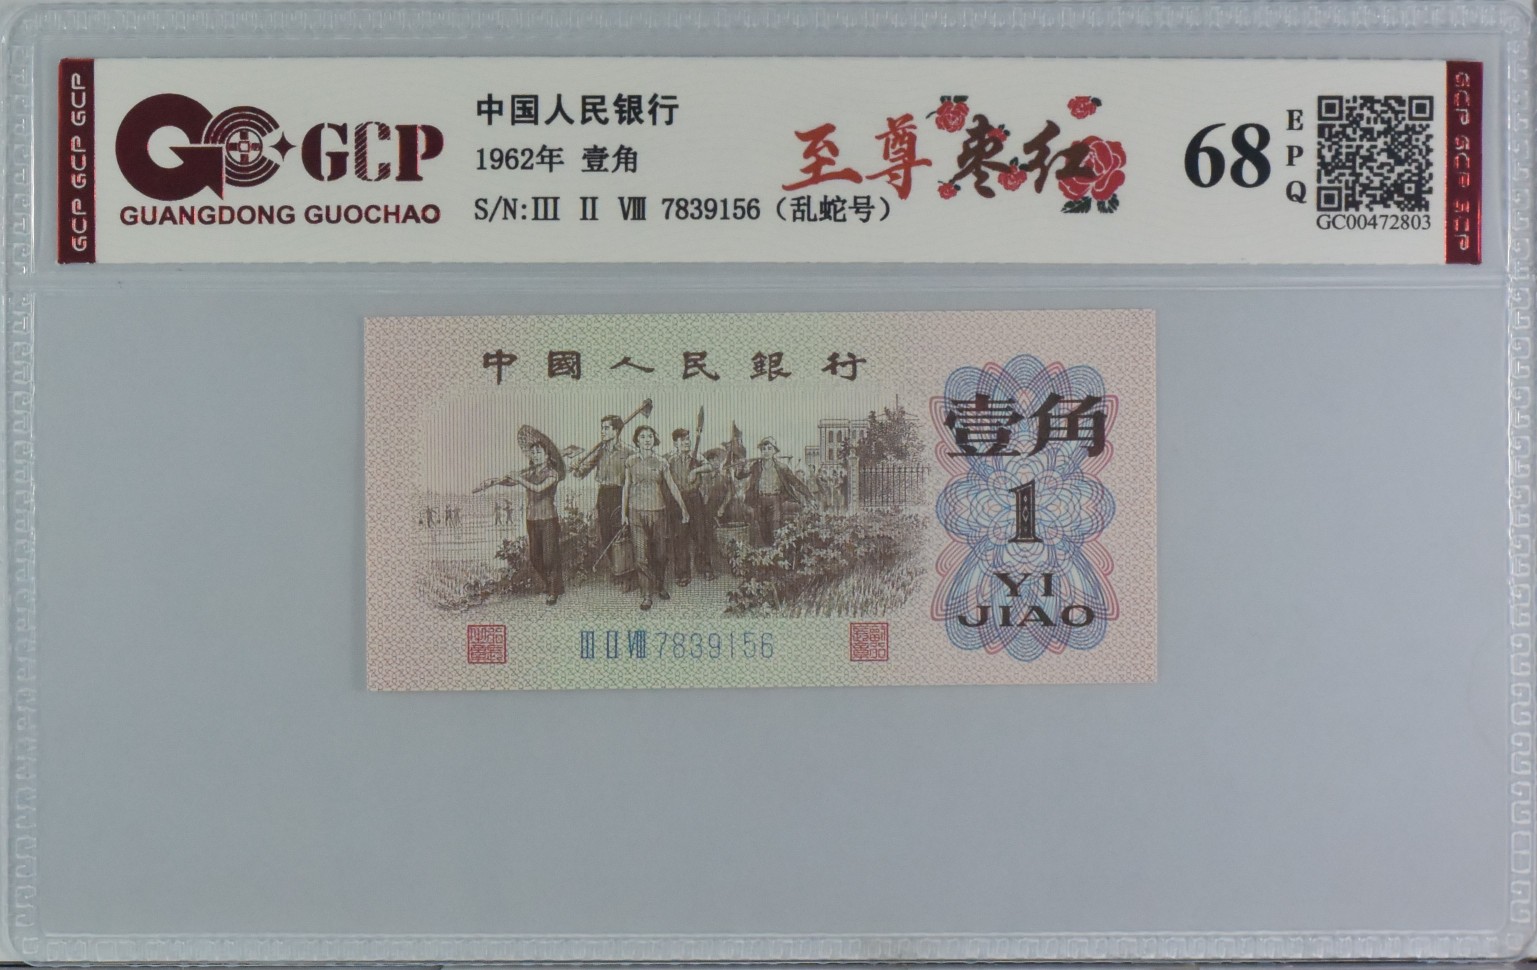 GCP GCP GCP
GCP
GUANGDONG GUOCHAO
中国人民银行
1962年 壹角
S/N:Ⅲ Ⅱ Ⅷ 7839156（乱蛇号）
至尊枣红
68
E
P
Q
GC00472803
GCP GCP GCP
中國人民銀行
壹角
1
YI
JIAO
Ⅲ Ⅱ Ⅷ 7839156